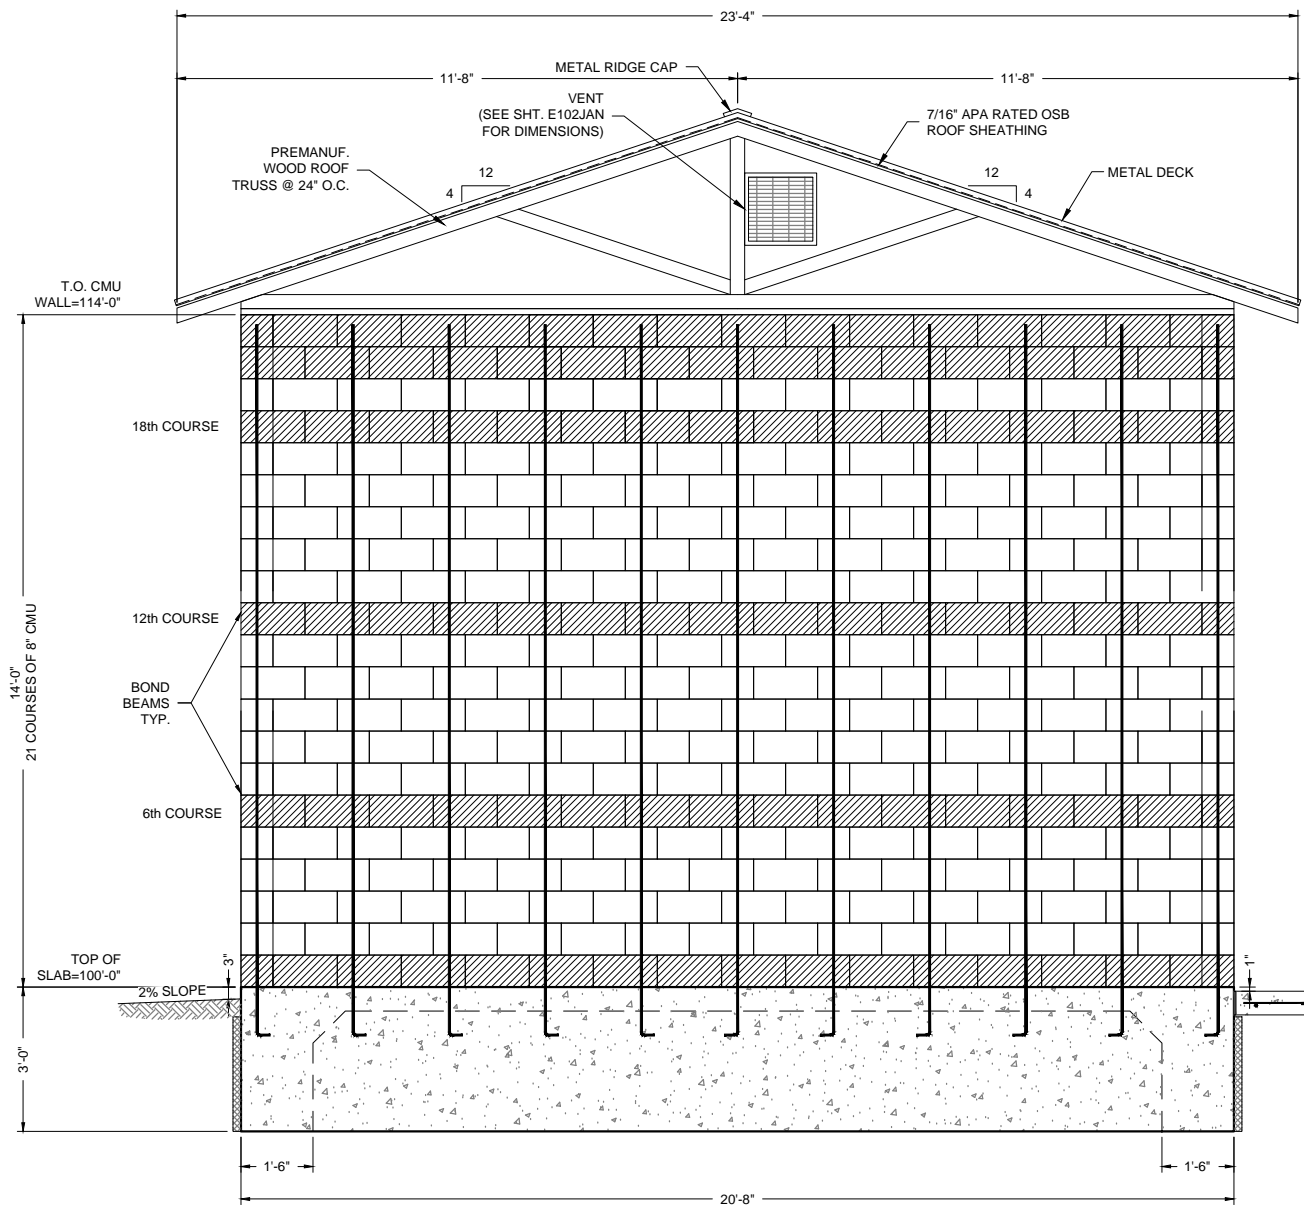 23'-4"
11'-8"
11'-8"
METAL RIDGE CAP
VENT
(SEE SHT. E102JAN
FOR DIMENSIONS)
7/16" APA RATED OSB
ROOF SHEATHING
PREMANUF.
WOOD ROOF
TRUSS @ 24" O.C.
12
4
12
4
METAL DECK
T.O. CMU
WALL=114'-0"
18th COURSE
12th COURSE
14'-0"
21 COURSES OF 8" CMU
BOND
BEAMS
TYP.
6th COURSE
TOP OF
SLAB=100'-0"
3"
1"
2% SLOPE
3'-0"
1'-6"
1'-6"
20'-8"